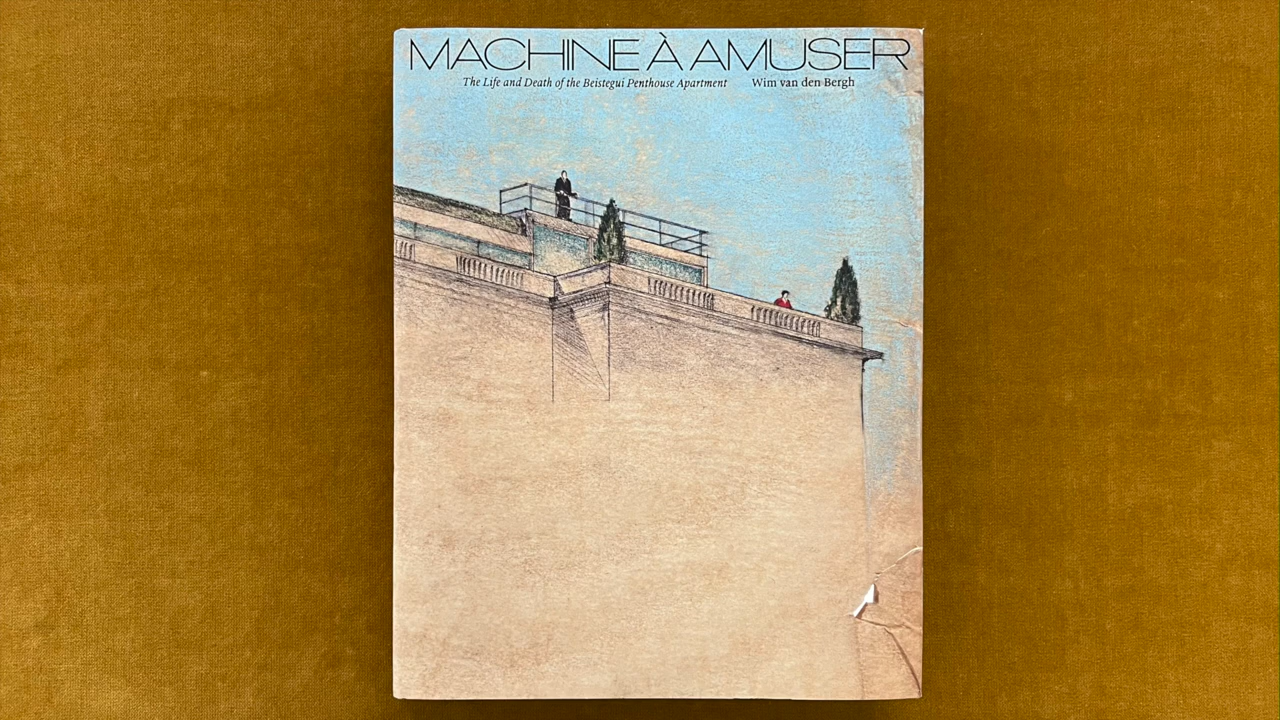 MACHINE À AMUSER
The Life and Death of the Beistegui Penthouse Apartment Wim van den Bergh